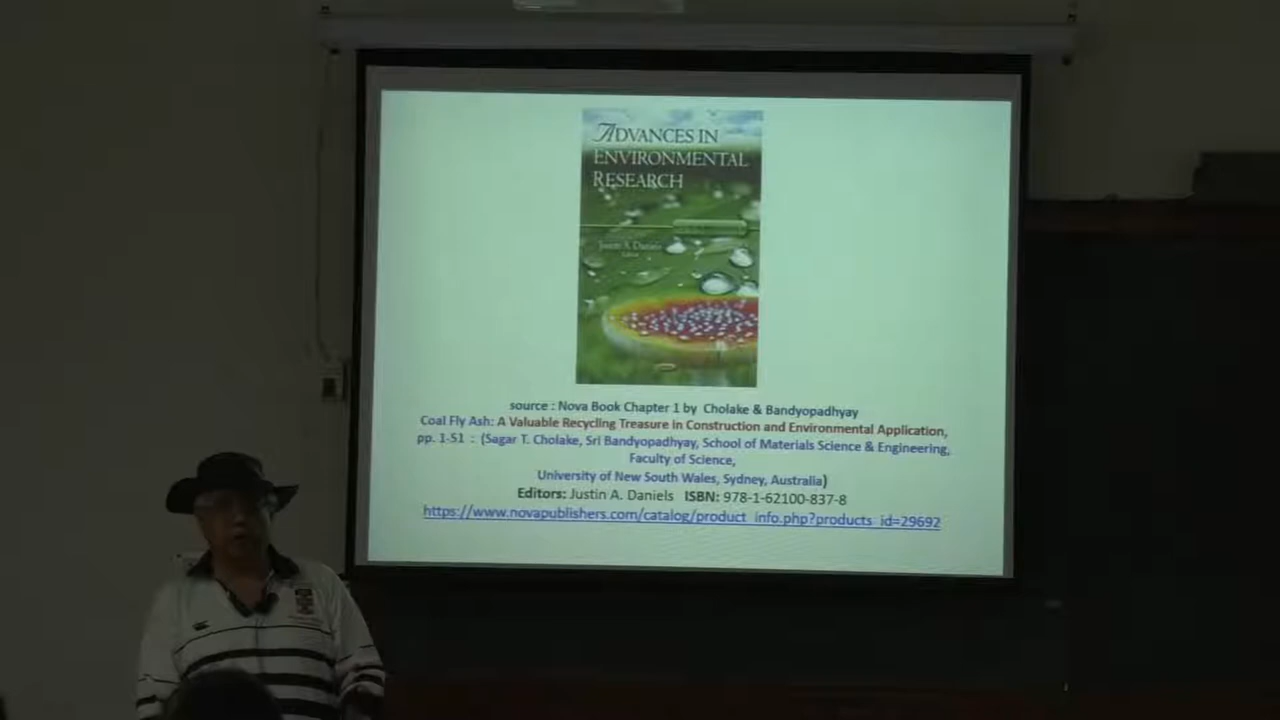 ADVANCES IN
ENVIRONMENTAL
RESEARCH
Justin A. Daniels
Editor
source : Nova Book Chapter 1 by Cholake & Bandyopadhyay
Coal Fly Ash: A Valuable Recycling Treasure in Construction and Environmental Application,
pp. 1-51 : (Sagar T. Cholake, Sri Bandyopadhyay, School of Materials Science & Engineering,
Faculty of Science,
University of New South Wales, Sydney, Australia)
Editors: Justin A. Daniels ISBN: 978-1-62100-837-8
https://www.novapublishers.com/catalog/product_info.php?products_id=29692